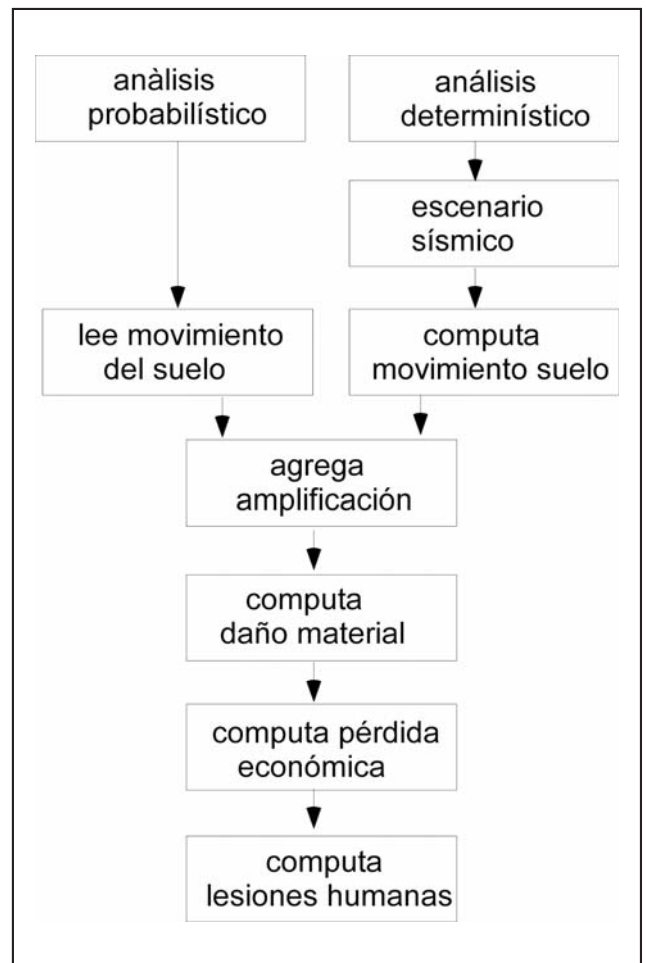 anàlisis
probabilístico
análisis
determinístico
escenario
sísmico
lee movimiento
del suelo
computa
movimiento suelo
agrega
amplificación
computa
daño material
computa pérdida
económica
computa
lesiones humanas